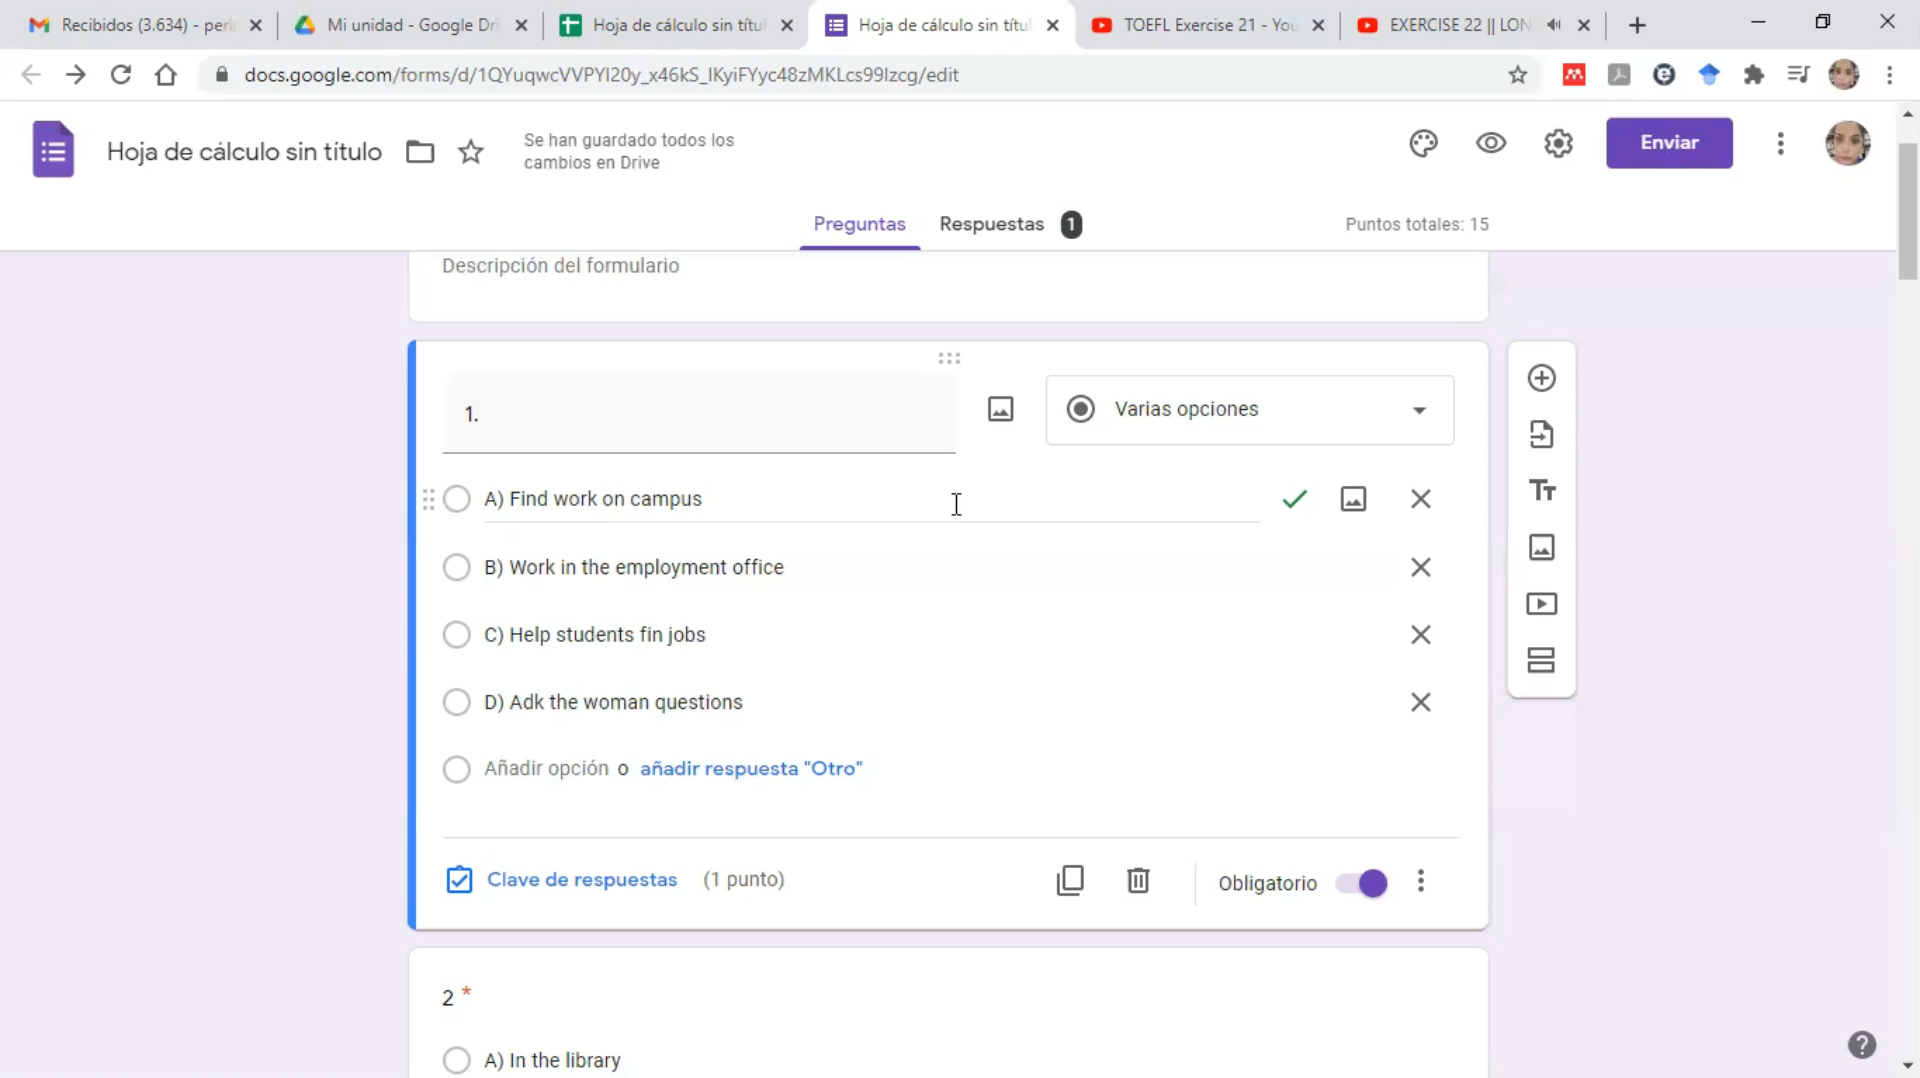 Recibidos (3.634) - peri
Mi unidad - Google Dri
Hoja de cálculo sin títul
Hoja de cálculo sin títul
TOEFL Exercise 21 - You
EXERCISE 22 || LON
docs.google.com/forms/d/1QYuqwcVVPYl20y_x46kS_lKyiFYyc48zMKLcs99lzcg/edit
Hoja de cálculo sin título
Se han guardado todos los
cambios en Drive
Enviar
Preguntas
Respuestas 1
Puntos totales: 15
Descripción del formulario
1.
Varias opciones
A) Find work on campus
B) Work in the employment office
C) Help students fin jobs
D) Adk the woman questions
Añadir opción o añadir respuesta "Otro"
Clave de respuestas (1 punto)
Obligatorio
2 *
A) In the library